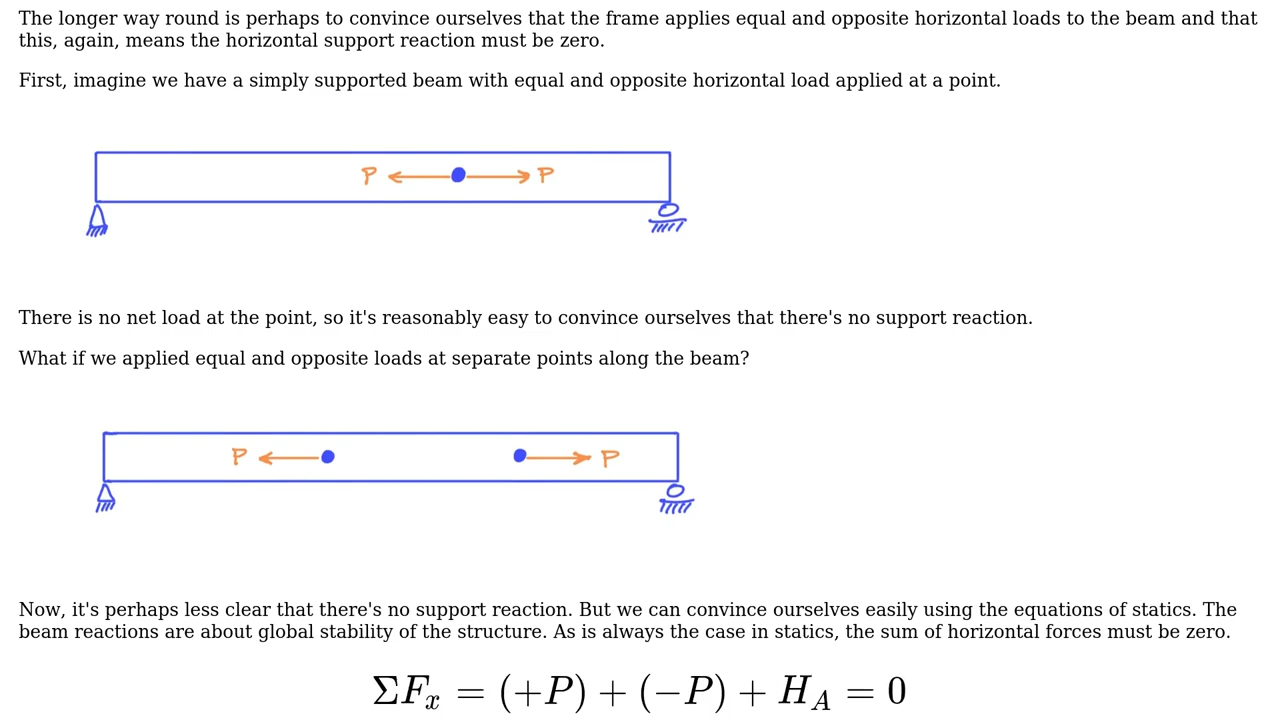 The longer way round is perhaps to convince ourselves that the frame applies equal and opposite horizontal loads to the beam and that
this, again, means the horizontal support reaction must be zero.
First, imagine we have a simply supported beam with equal and opposite horizontal load applied at a point.
P P
There is no net load at the point, so it's reasonably easy to convince ourselves that there's no support reaction.
What if we applied equal and opposite loads at separate points along the beam?
P P
Now, it's perhaps less clear that there's no support reaction. But we can convince ourselves easily using the equations of statics. The
beam reactions are about global stability of the structure. As is always the case in statics, the sum of horizontal forces must be zero.
ΣFₓ = (+P) + (−P) + H_A = 0